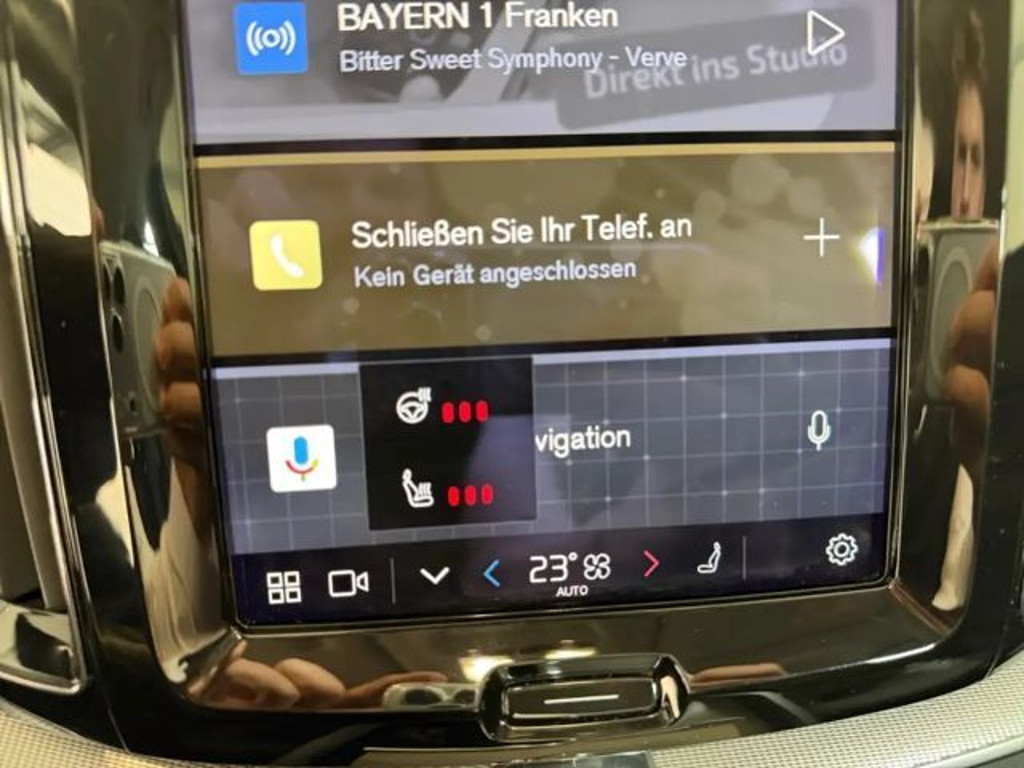 BAYERN 1 Franken
Bitter Sweet Symphony - Verve
Direkt ins Studio
Schließen Sie Ihr Telef. an
Kein Gerät angeschlossen
vigation
23°
AUTO